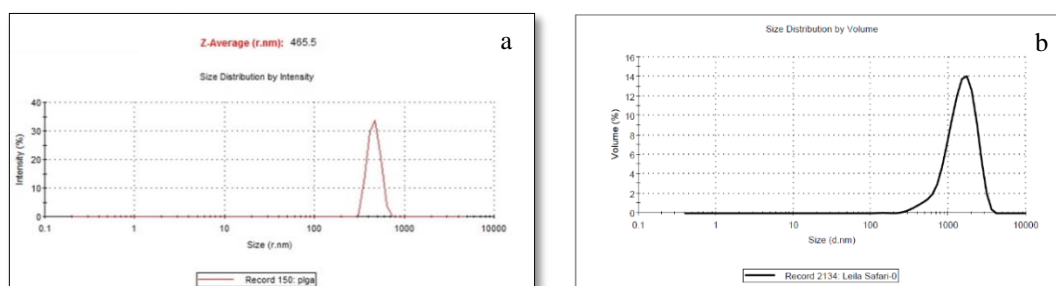 Z-Average (r.nm): 465.5
a
Size Distribution by Intensity
Intensity (%)
40
30
20
10
0
0.1 1 10 100 1000 10000
Size (r.nm)
Record 150: plga
b
Size Distribution by Volume
Volume (%)
16
14
12
10
8
6
4
2
0
0.1 1 10 100 1000 10000
Size (d.nm)
Record 2134: Leila Safari-0